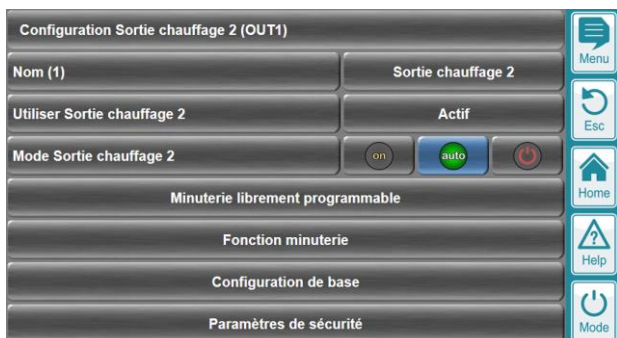 Configuration Sortie chauffage 2 (OUT1)
Nom (1)
Sortie chauffage 2
Utiliser Sortie chauffage 2
Actif
Mode Sortie chauffage 2
on
auto
Minuterie librement programmable
Fonction minuterie
Configuration de base
Paramètres de sécurité
Menu
Esc
Home
?
Help
Mode